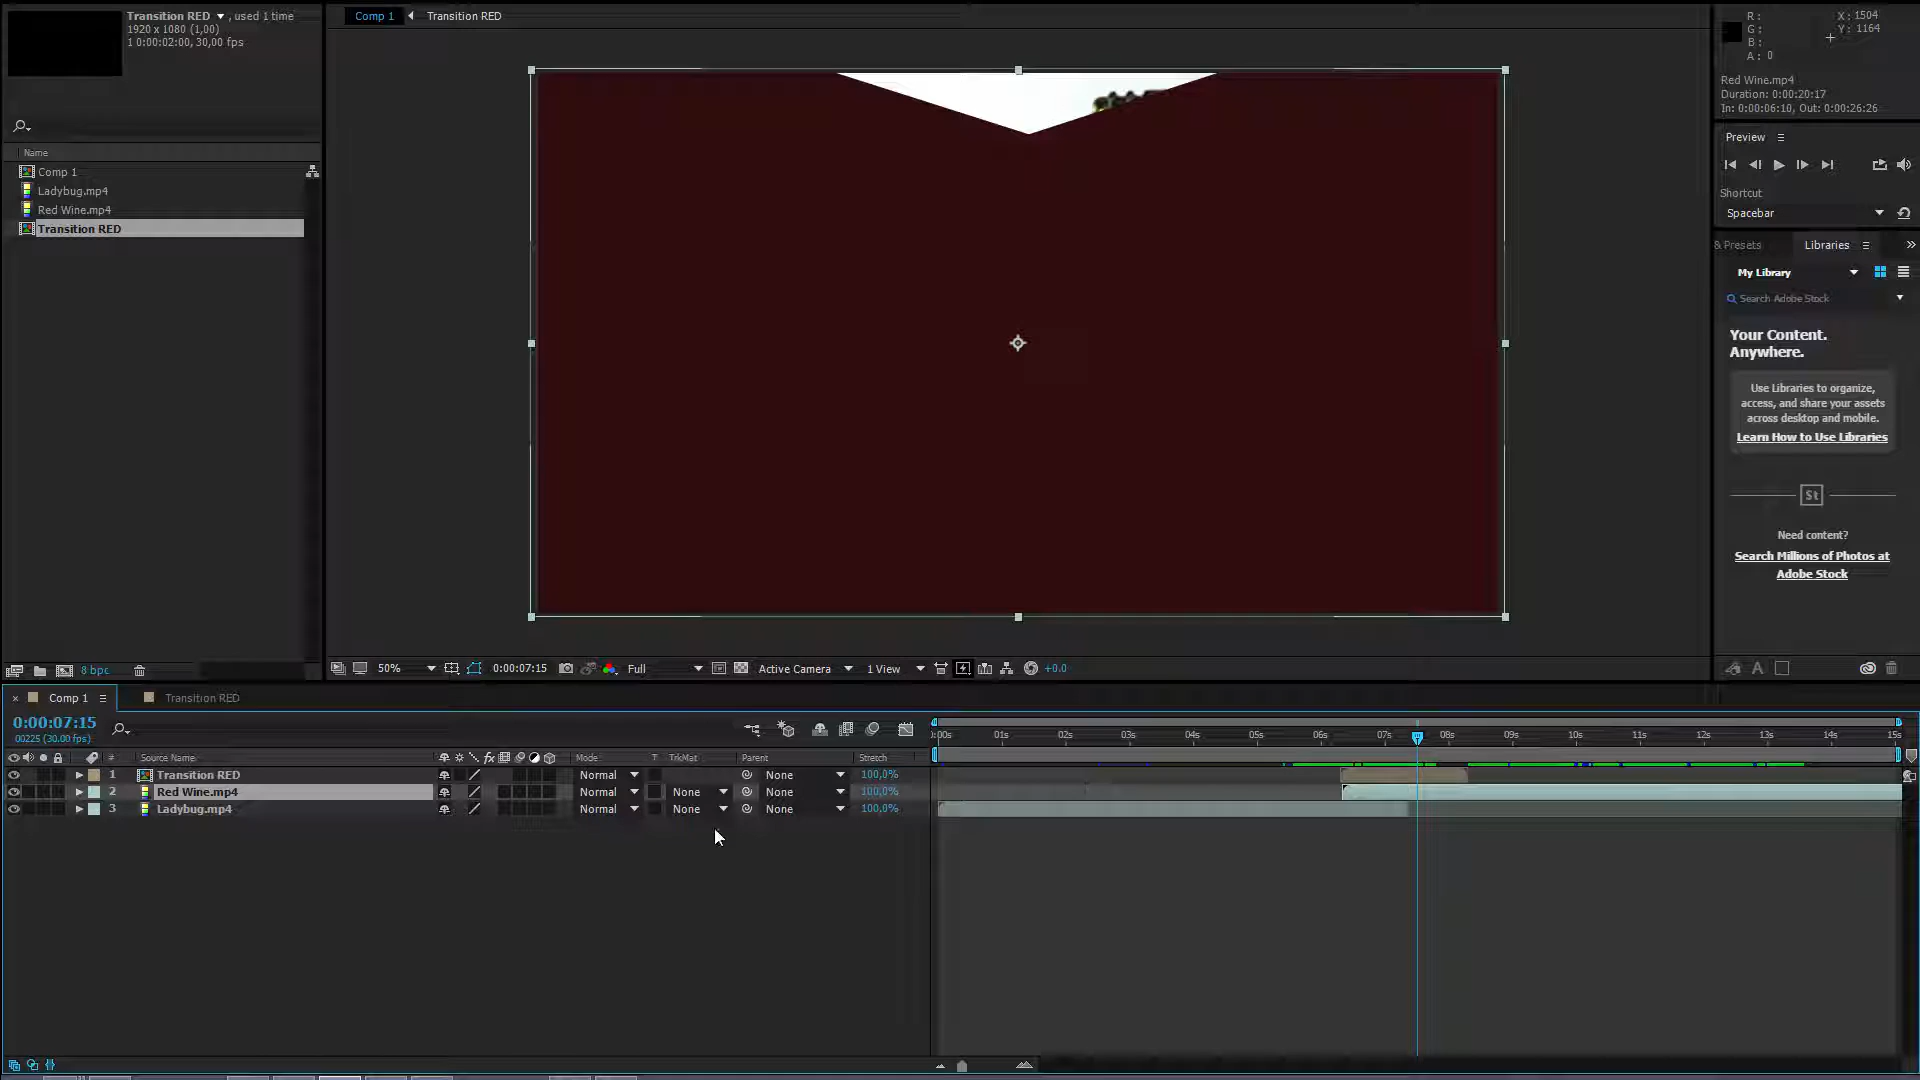 Transition RED ▼ , used 1 time
1920 x 1080 (1,00)
1 0:00:02:00, 30,00 fps
Name
Comp 1
Ladybug.mp4
Red Wine.mp4
Transition RED
8 bpc
Comp 1 Transition RED
50% 0:00:07:15 Full Active Camera 1 View +0.0
R : X : 1504
G : Y : 1164
B :
A : 0
Red Wine.mp4
Duration: 0:00:20:17
In: 0:00:06:10, Out: 0:00:26:26
Preview
Shortcut
Spacebar
& Presets Libraries
My Library
Search Adobe Stock
Your Content.
Anywhere.
Use Libraries to organize,
access, and share your assets
across desktop and mobile.
Learn How to Use Libraries
St
Need content?
Search Millions of Photos at
Adobe Stock
Comp 1 Transition RED
0:00:07:15
00225 (30.00 fps)
:00s 01s 02s 03s 04s 05s 06s 07s 08s 09s 10s 11s 12s 13s 14s 15s
# Source Name fx Mode T TrkMat Parent Stretch
1 Transition RED Normal None 100,0%
2 Red Wine.mp4 Normal None None 100,0%
3 Ladybug.mp4 Normal None None 100,0%